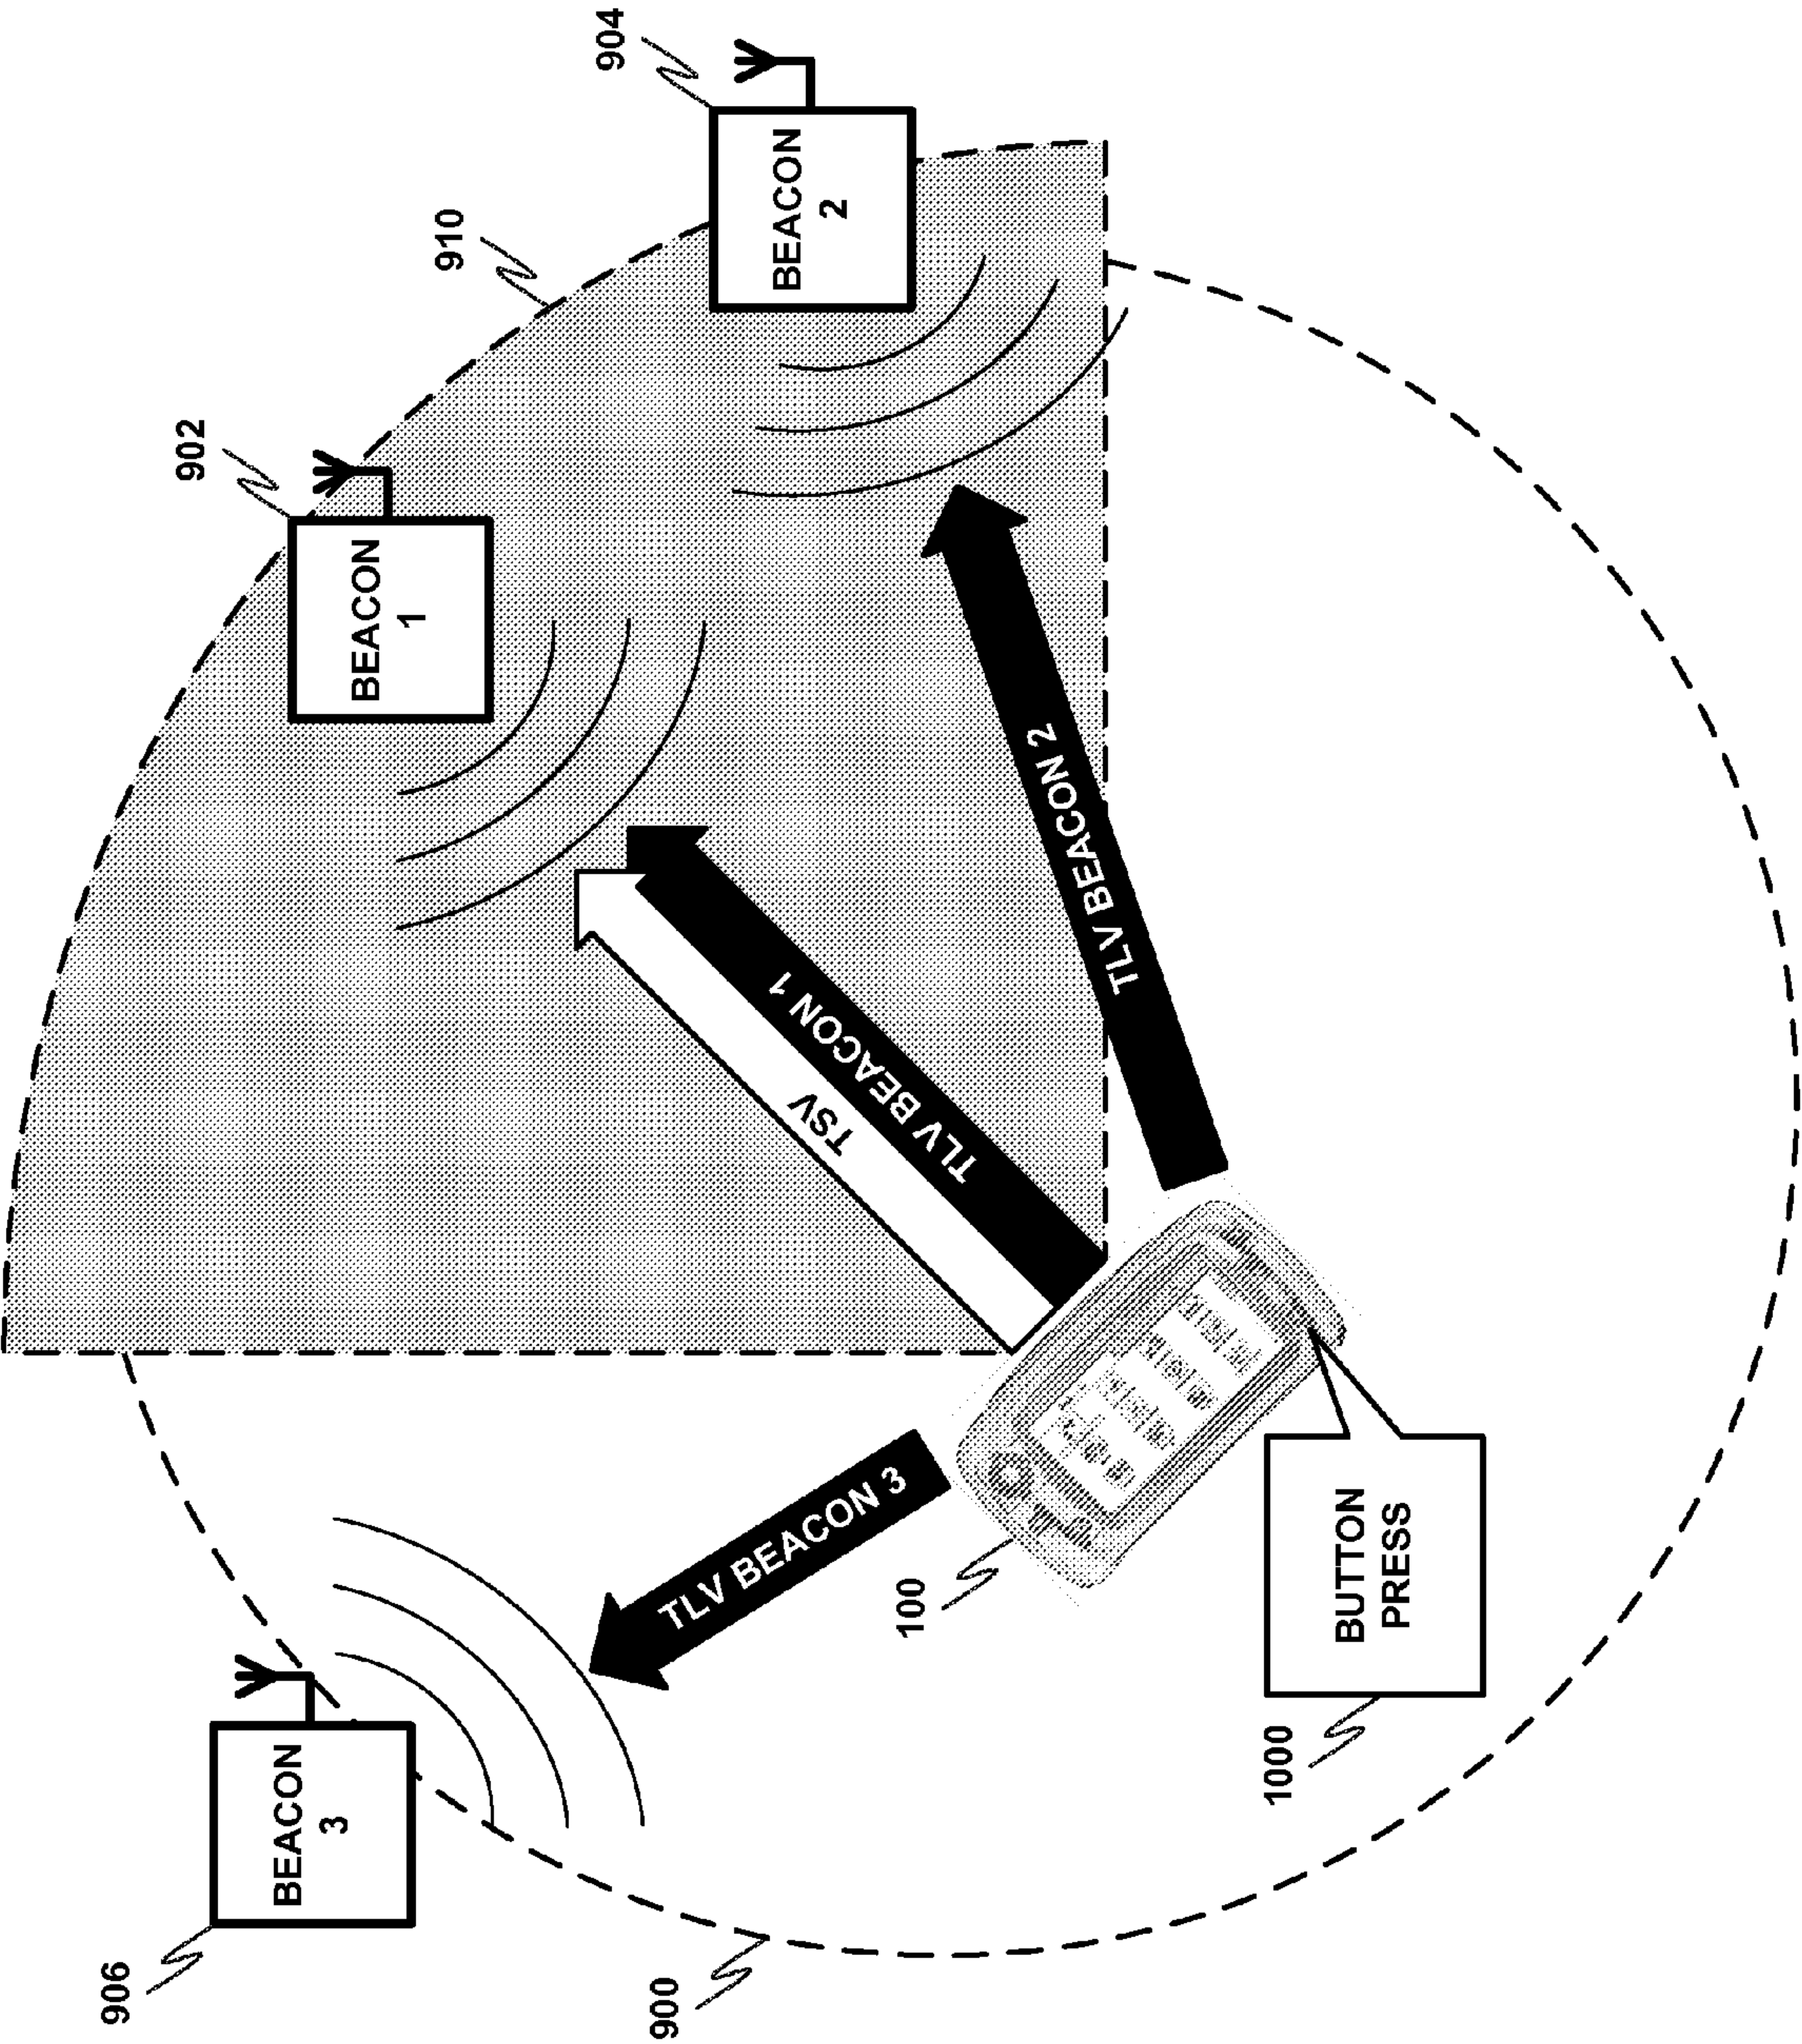 906
BEACON
3
900
902
BEACON
1
910
904
BEACON
2
TLV BEACON 3
TSV
TLV BEACON 1
TLV BEACON 2
100
1000
BUTTON
PRESS